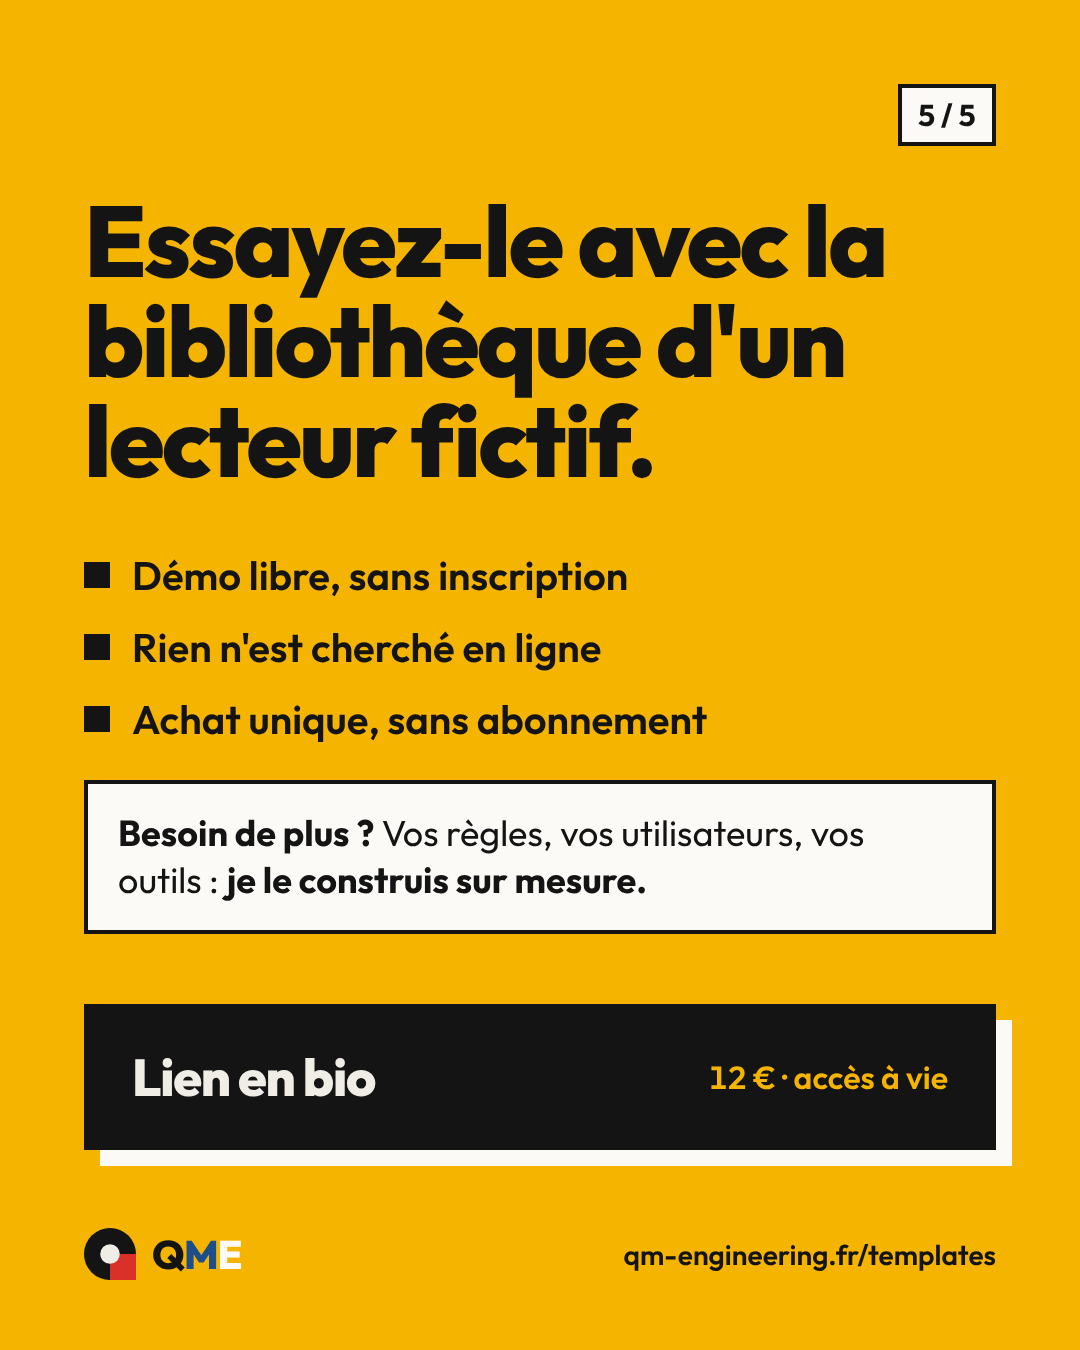 5 / 5
Essayez-le avec la
bibliothèque d'un
lecteur fictif.
Démo libre, sans inscription
Rien n'est cherché en ligne
Achat unique, sans abonnement
Besoin de plus ? Vos règles, vos utilisateurs, vos
outils : je le construis sur mesure.
Lien en bio
12 € · accès à vie
QME
qm-engineering.fr/templates